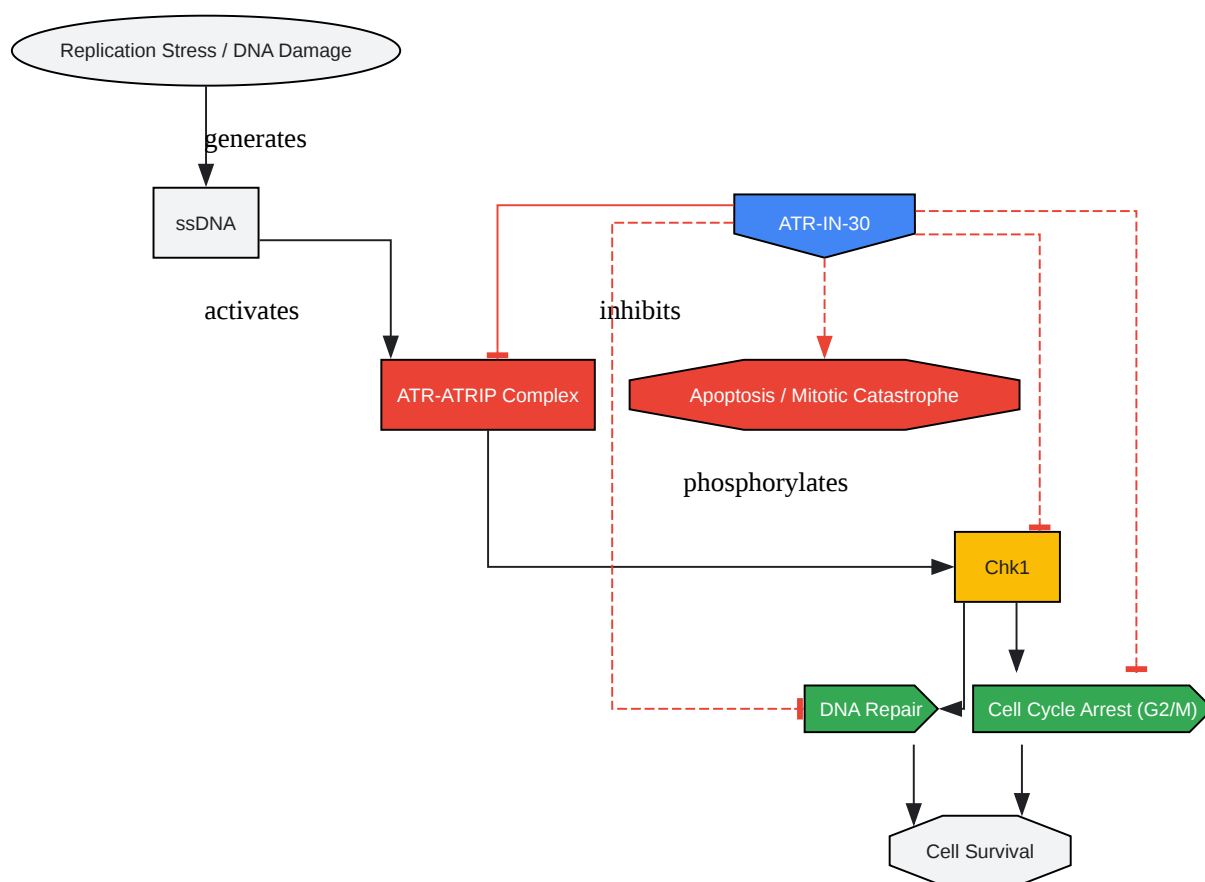 Replication Stress / DNA Damage
generates
ssDNA
ATR-IN-30
activates
inhibits
ATR-ATRIP Complex
Apoptosis / Mitotic Catastrophe
phosphorylates
Chk1
DNA Repair
Cell Cycle Arrest (G2/M)
Cell Survival